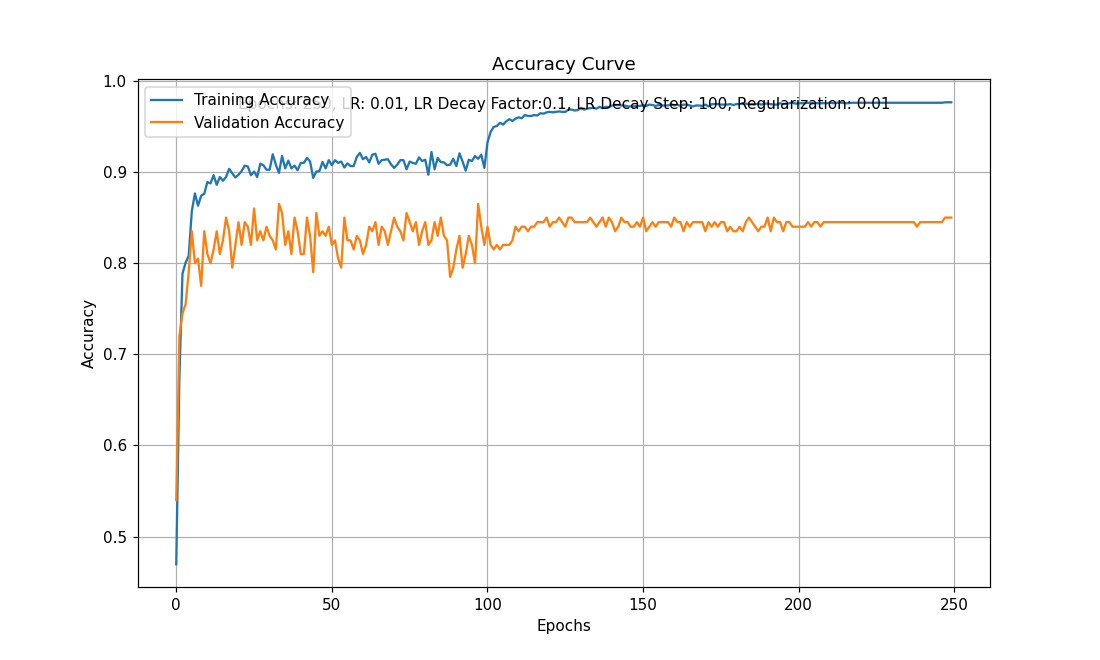 Accuracy Curve
Training Accuracy
Epochs: 250, LR: 0.01, LR Decay Factor:0.1, LR Decay Step: 100, Regularization: 0.01
Validation Accuracy
1.0
0.9
0.8
0.7
0.6
0.5
Accuracy
0
50
100
150
200
250
Epochs